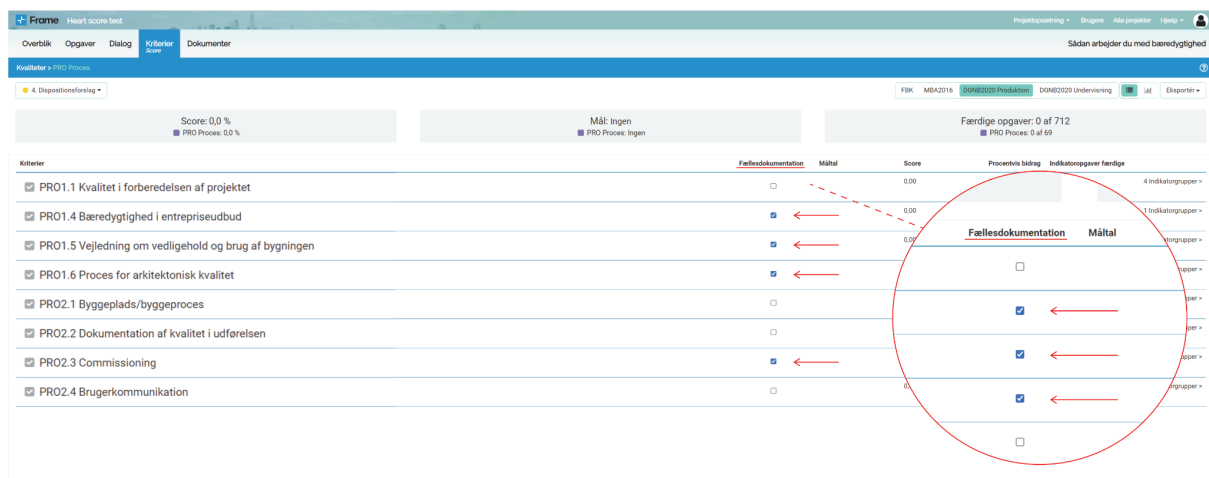 Frame Heart score test Projektopsætning Brugere Alle projekter Hjælp
Overblik Opgaver Dialog Kriterier Dokumenter Sådan arbejder du med bæredygtighed
Score
Kvaliteter > PRO Proces
4. Dispositionsforslag FBK MBA2016 DGNB2020 Produktion DGNB2020 Undervisning Eksportér
Score: 0,0 % Mål: Ingen Færdige opgaver: 0 af 712
PRO Proces: 0,0 % PRO Proces: Ingen PRO Proces: 0 af 69
Kriterier Fællesdokumentation Måltal Score Procentvis bidrag Indikatoropgaver færdige
PRO1.1 Kvalitet i forberedelsen af projektet 0,00 4 Indikatorgrupper >
PRO1.4 Bæredygtighed i entrepriseudbud 0,00 1 Indikatorgrupper >
PRO1.5 Vejledning om vedligehold og brug af bygningen
PRO1.6 Proces for arkitektonisk kvalitet
PRO2.1 Byggeplads/byggeproces
PRO2.2 Dokumentation af kvalitet i udførelsen
PRO2.3 Commissioning
PRO2.4 Brugerkommunikation
Fællesdokumentation Måltal